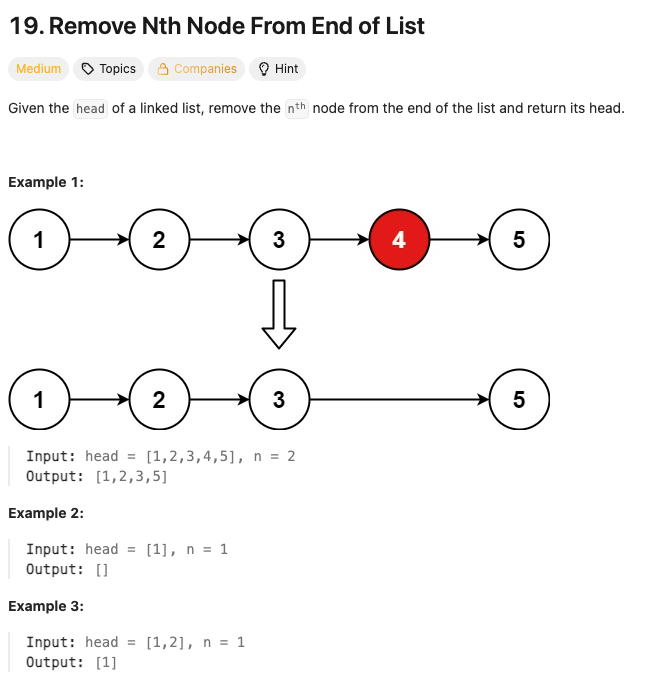 19. Remove Nth Node From End of List
Medium Topics Companies Hint
Given the head of a linked list, remove the nth node from the end of the list and return its head.
Example 1:
1 2 3 4 5
1 2 3 5
Input: head = [1,2,3,4,5], n = 2
Output: [1,2,3,5]
Example 2:
Input: head = [1], n = 1
Output: []
Example 3:
Input: head = [1,2], n = 1
Output: [1]